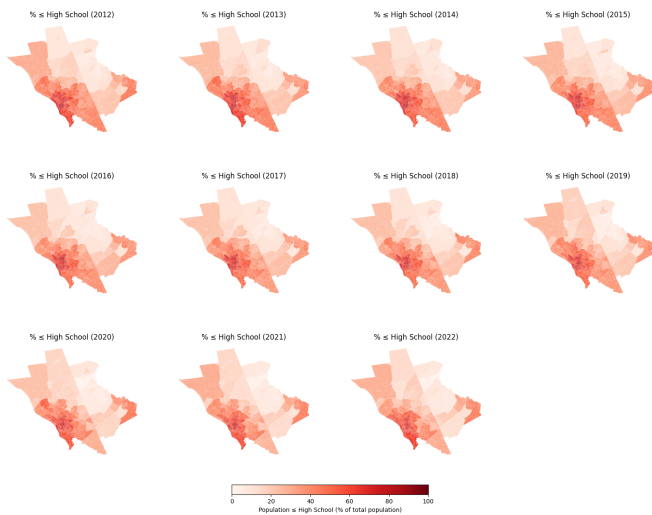 % ≤ High School (2012)
% ≤ High School (2013)
% ≤ High School (2014)
% ≤ High School (2015)
% ≤ High School (2016)
% ≤ High School (2017)
% ≤ High School (2018)
% ≤ High School (2019)
% ≤ High School (2020)
% ≤ High School (2021)
% ≤ High School (2022)
0 20 40 60 80 100
Population ≤ High School (% of total population)